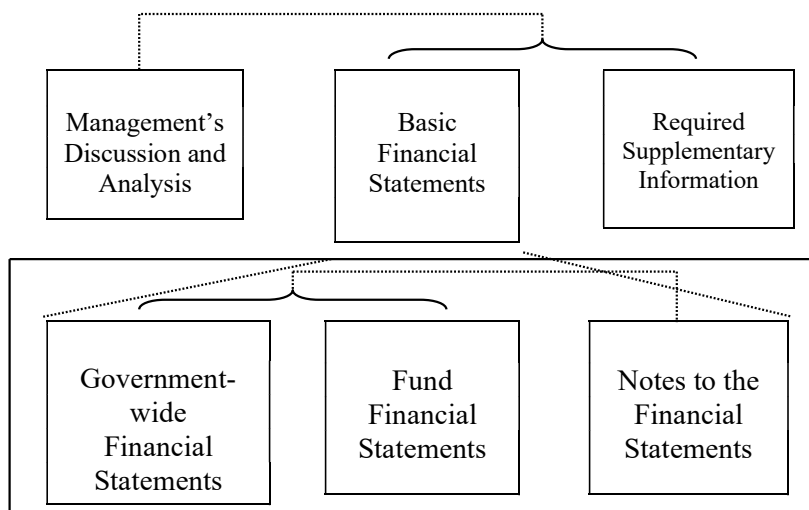 Management’s
Discussion and
Analysis
Basic
Financial
Statements
Required
Supplementary
Information
Government-
wide
Financial
Statements
Fund
Financial
Statements
Notes to the
Financial
Statements